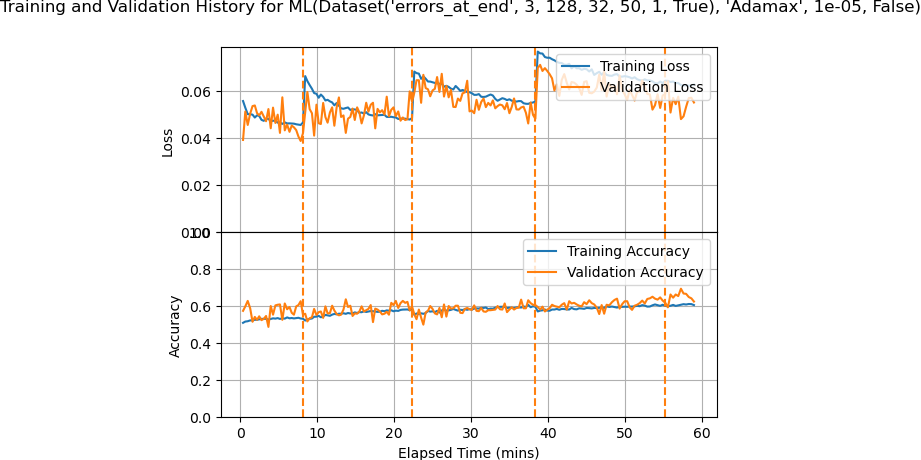 Training and Validation History for ML(Dataset('errors_at_end', 3, 128, 32, 50, 1, True), 'Adamax', 1e-05, False)
Training Loss
Validation Loss
0.06
0.04
0.02
0.00
Loss
1.0
Training Accuracy
Validation Accuracy
0.8
0.6
0.4
0.2
0.0
Accuracy
0 10 20 30 40 50 60
Elapsed Time (mins)